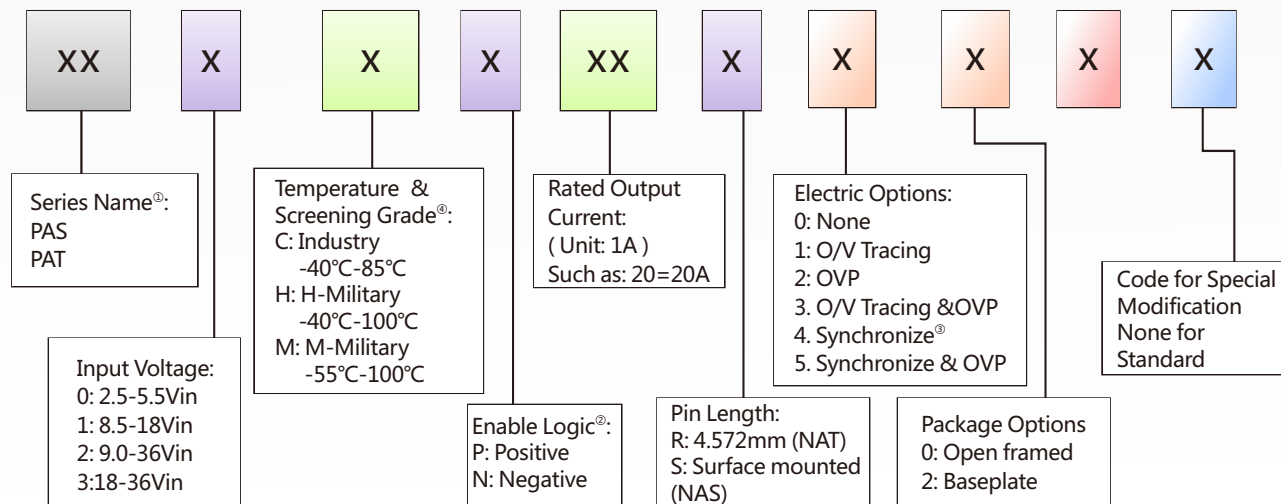 XX X X X XX X X X X X
Series Name①:
PAS
PAT
Input Voltage:
0: 2.5-5.5Vin
1: 8.5-18Vin
2: 9.0-36Vin
3:18-36Vin
Temperature &
Screening Grade④:
C: Industry
-40℃-85℃
H: H-Military
-40℃-100℃
M: M-Military
-55℃-100℃
Enable Logic②:
P: Positive
N: Negative
Rated Output
Current:
( Unit: 1A )
Such as: 20=20A
Pin Length:
R: 4.572mm (NAT)
S: Surface mounted
(NAS)
Electric Options:
0: None
1: O/V Tracing
2: OVP
3. O/V Tracing &OVP
4. Synchronize③
5. Synchronize & OVP
Package Options
0: Open framed
2: Baseplate
Code for Special
Modification
None for
Standard